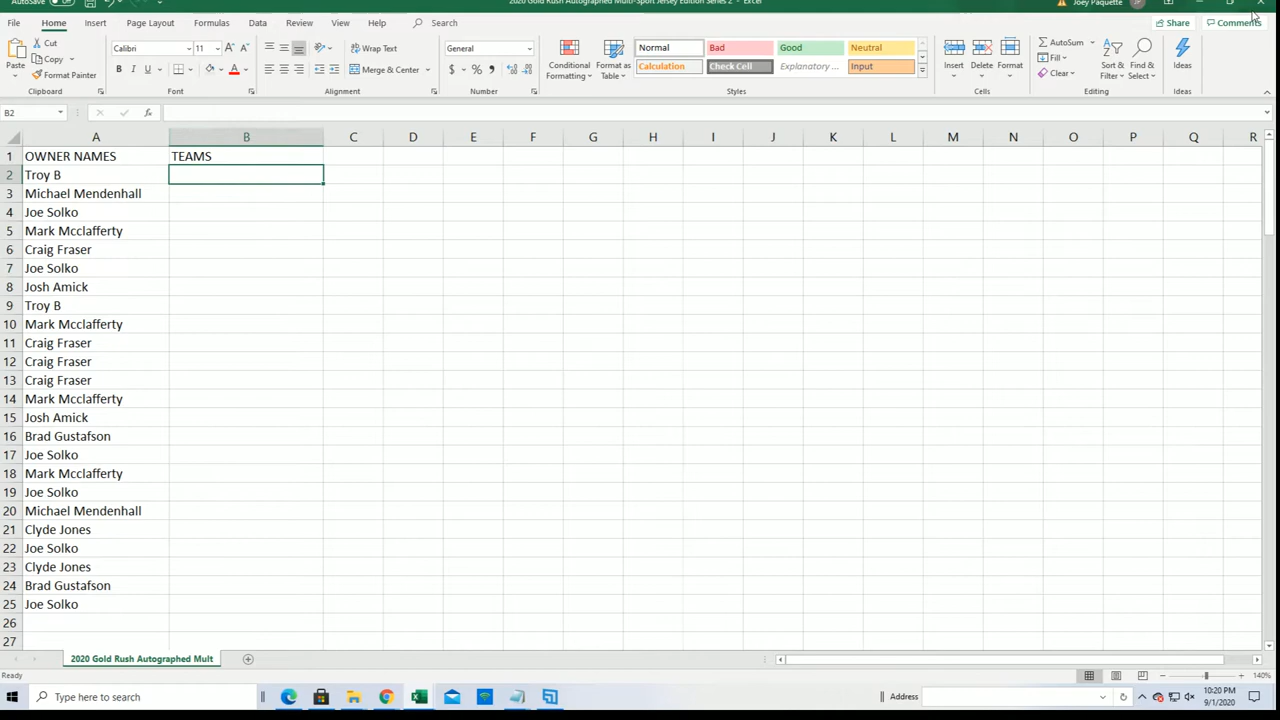 AutoSave Off 2020 Gold Rush Autographed Multi-Sport Jersey Edition Series 2 - Excel Joey Paquette JP
File Home Insert Page Layout Formulas Data Review View Help Search Share Comments
Paste Cut Copy Format Painter Clipboard
Calibri 11 A A B I U A Font
Wrap Text Merge & Center Alignment
General $ % Number
Conditional Formatting Format as Table
Normal Bad Good Neutral
Calculation Check Cell Explanatory ... Input
Styles
Insert Delete Format Cells
AutoSum Fill Clear Sort & Filter Find & Select Editing
Ideas Ideas
B2 fx
A B C D E F G H I J K L M N O P Q R
1 OWNER NAMES TEAMS
2 Troy B
3 Michael Mendenhall
4 Joe Solko
5 Mark Mcclafferty
6 Craig Fraser
7 Joe Solko
8 Josh Amick
9 Troy B
10 Mark Mcclafferty
11 Craig Fraser
12 Craig Fraser
13 Craig Fraser
14 Mark Mcclafferty
15 Josh Amick
16 Brad Gustafson
17 Joe Solko
18 Mark Mcclafferty
19 Joe Solko
20 Michael Mendenhall
21 Clyde Jones
22 Joe Solko
23 Clyde Jones
24 Brad Gustafson
25 Joe Solko
26
27
2020 Gold Rush Autographed Mult
Ready 140%
Type here to search Address 10:20 PM
9/1/2020